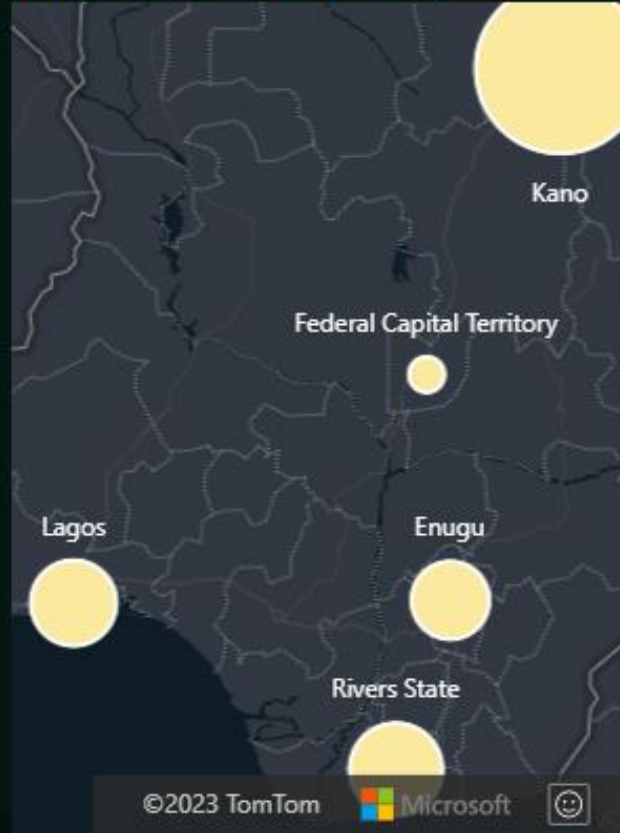 Kano
Federal Capital Territory
Lagos
Enugu
Rivers State
©2023 TomTom
Microsoft